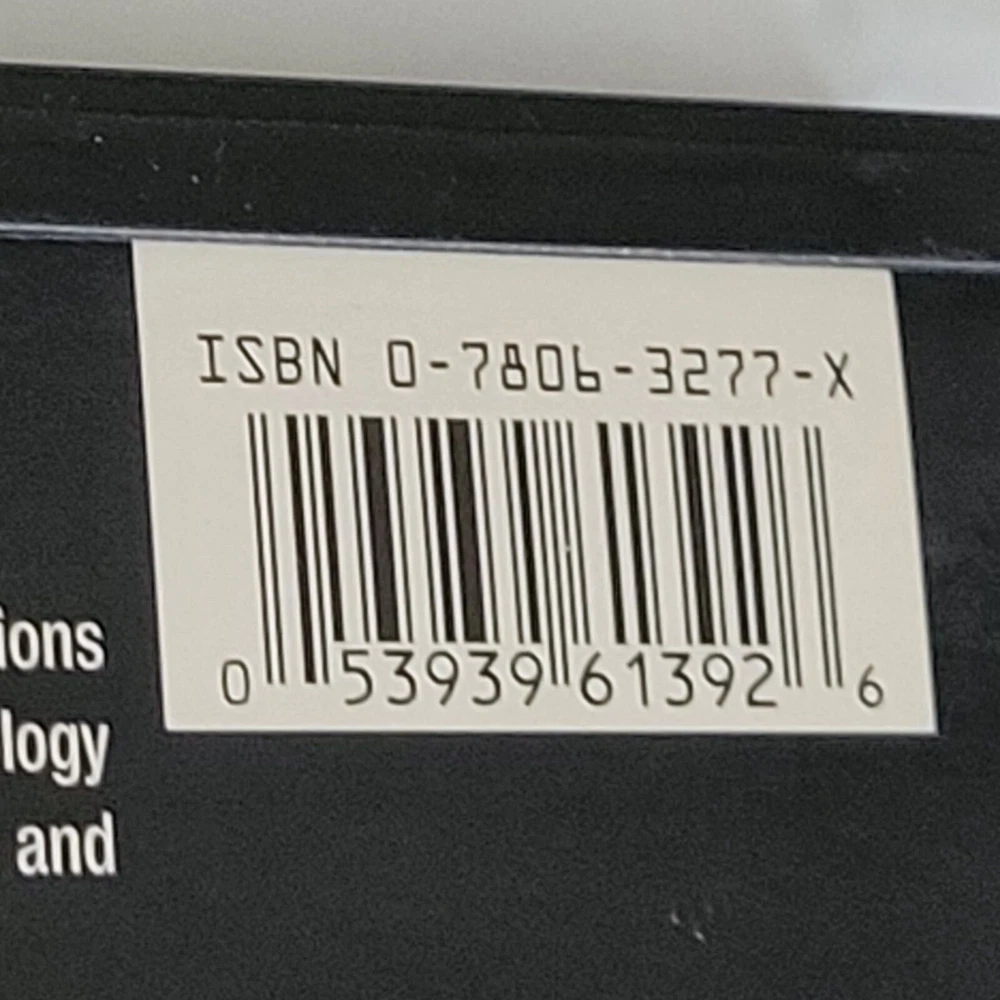 ISBN 0-7806-3277-X
0 53939 61392 6
ions
logy
and